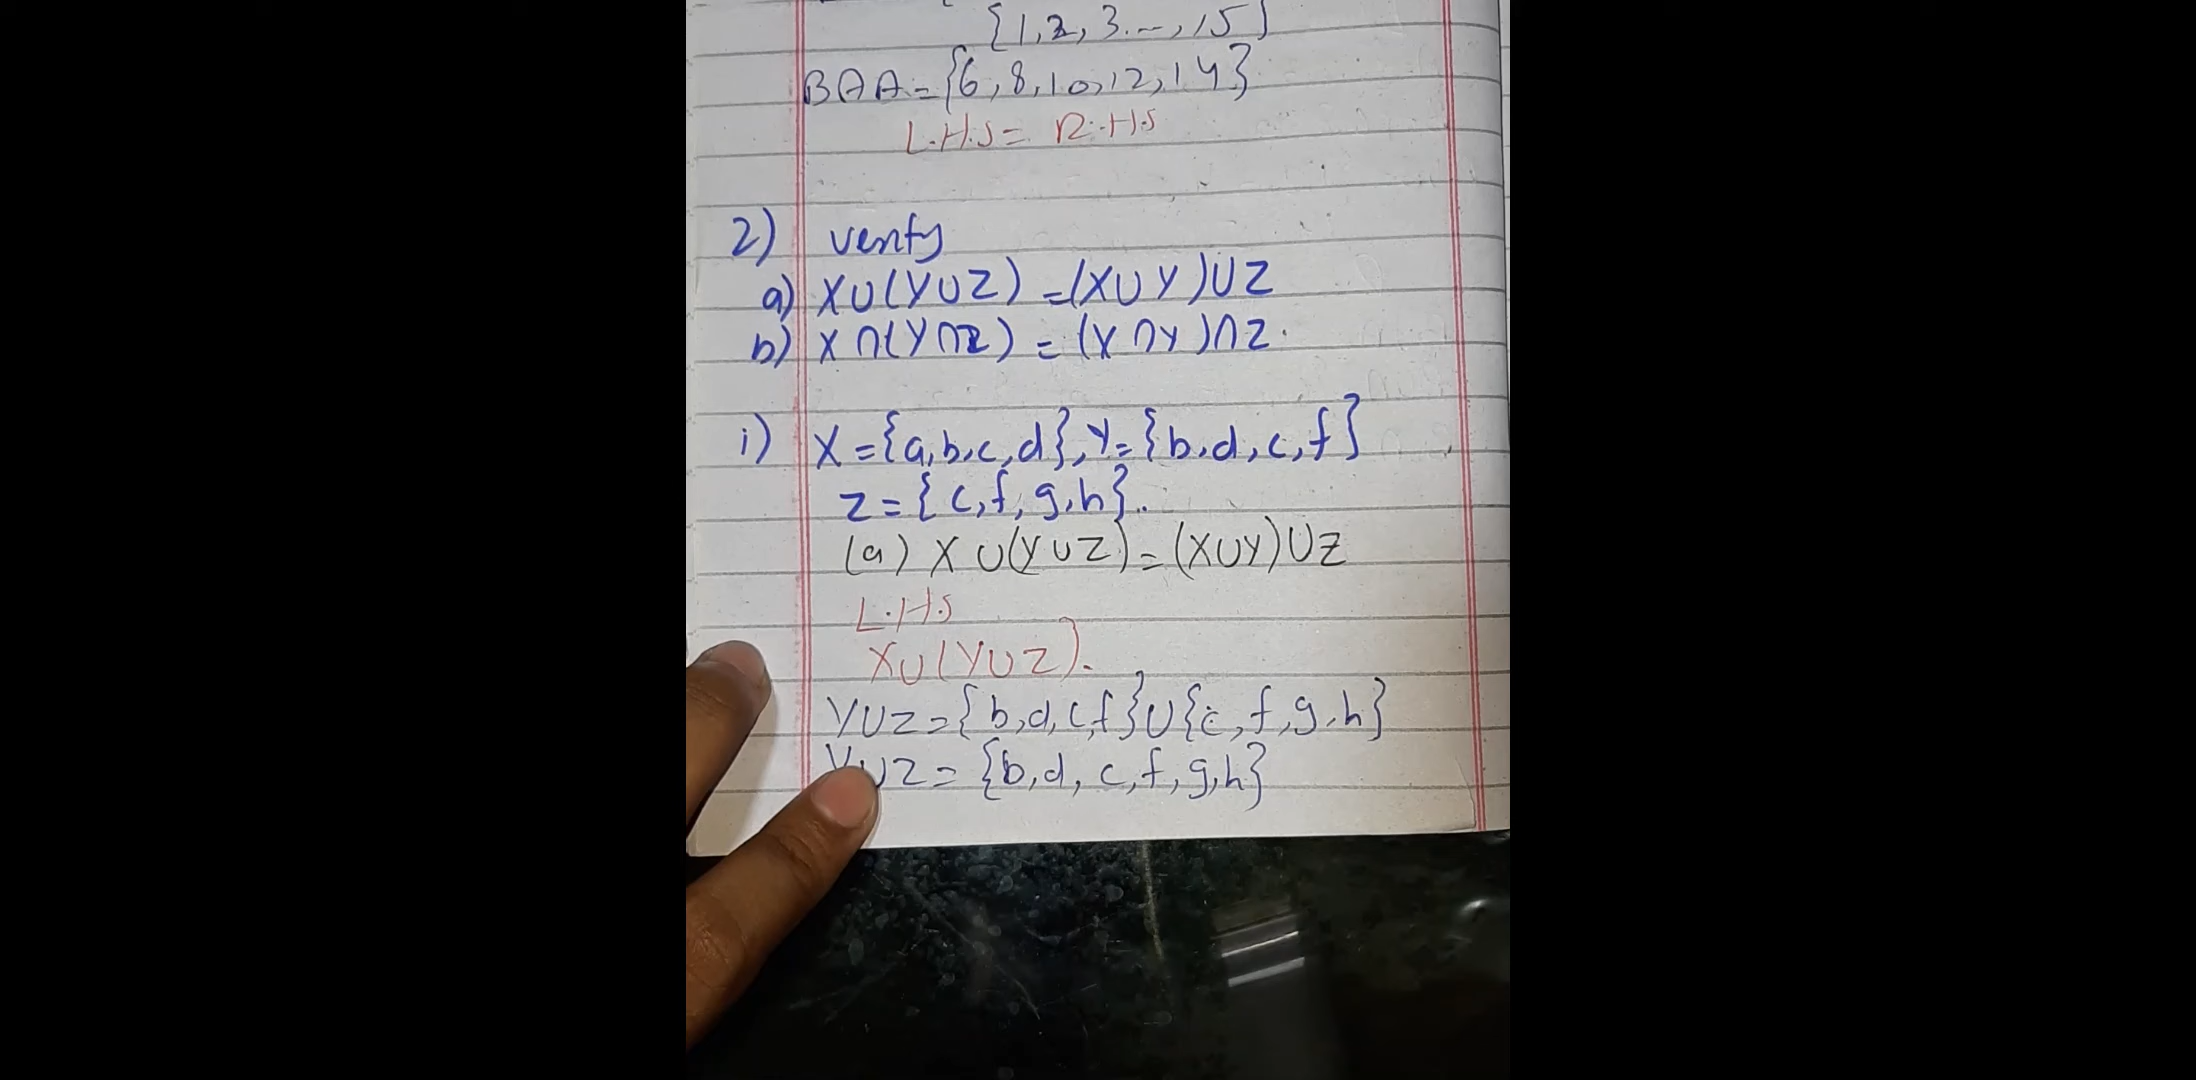 {1,2,3...,15}
B∩A={6,8,10,12,14}
L.H.S= R.H.S
2) verify
a) X∪(Y∪Z) =(X∪Y)∪Z
b) X∩(Y∩Z) = (X∩Y)∩Z.
i) X={a,b,c,d},Y={b,d,c,f}
Z={c,f,g,h}.
(a) X∪(Y∪Z)=(X∪Y)∪Z
L.H.S
X∪(Y∪Z).
Y∪Z={b,d,c,f}∪{c,f,g,h}
Y∪Z={b,d,c,f,g,h}